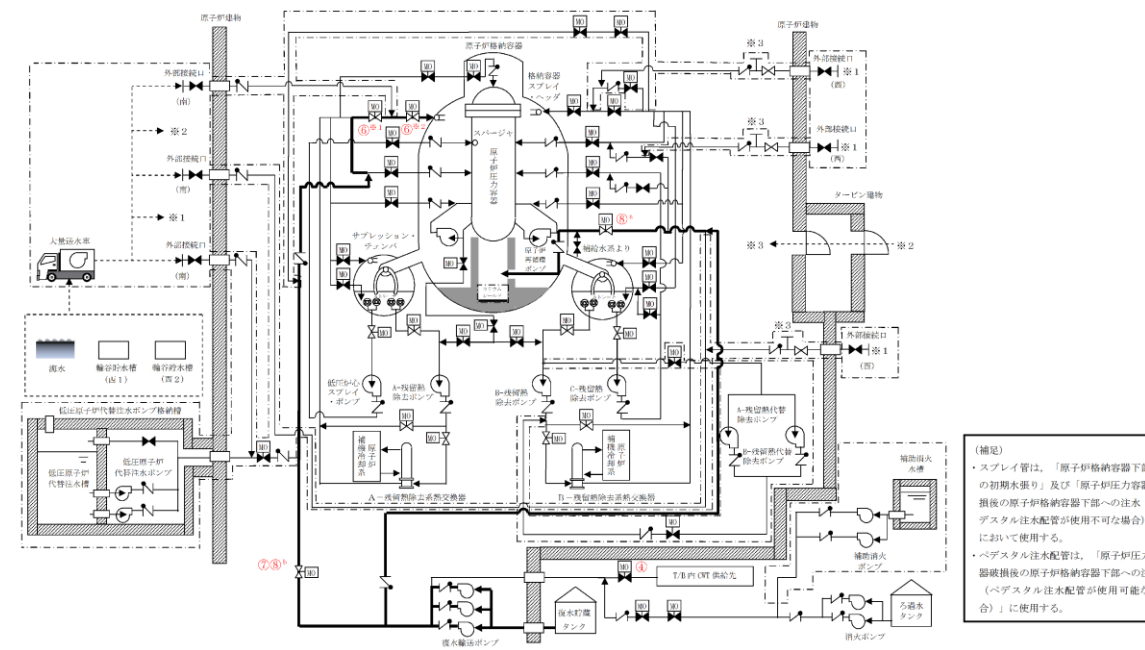 原子炉建物
原子炉格納容器
原子炉建物
格納容器
スプレイ
・ヘッダ
外部接続口
(南)
※2
外部接続口
(南)
※1
外部接続口
(南)
大量送水車
海水
輪谷貯水槽
(西1)
輪谷貯水槽
(西2)
低圧原子炉代替注水ポンプ格納槽
低圧原子炉
代替注水槽
低圧原子炉
代替注水ポンプ
⑥※1
⑥※2
スパージャ
原子炉圧力容器
サプレッション・
チェンバ
原子炉
再循環
ポンプ
補給水系より
⑧a
※3
外部接続口
※1
(西)
※3
外部接続口
※1
(西)
タービン建物
※3
※2
※3
外部接続口
※1
(西)
低圧炉心
スプレイ
・ポンプ
A-残留熱
除去ポンプ
B-残留熱
除去ポンプ
C-残留熱
除去ポンプ
A-残留熱代替
除去ポンプ
B-残留熱代替
除去ポンプ
原子炉
補機冷却系
原子炉
補機冷却系
A-残留熱除去系熱交換器
B-残留熱除去系熱交換器
補助消火
水槽
補助消火
ポンプ
⑦⑧b
MO
④
T/B内CWT供給先
復水貯蔵
タンク
復水輸送ポンプ
消火ポンプ
ろ過水
タンク
(補足)
・スプレイ管は、「原子炉格納容器下部
の初期水張り」及び「原子炉圧力容器
損後の原子炉格納容器下部への注水
デスタル注水配管が使用不可な場合)
において使用する。
・ペデスタル注水配管は、「原子炉圧力
器破損後の原子炉格納容器下部への注
(ペデスタル注水配管が使用可能な
合)」に使用する。